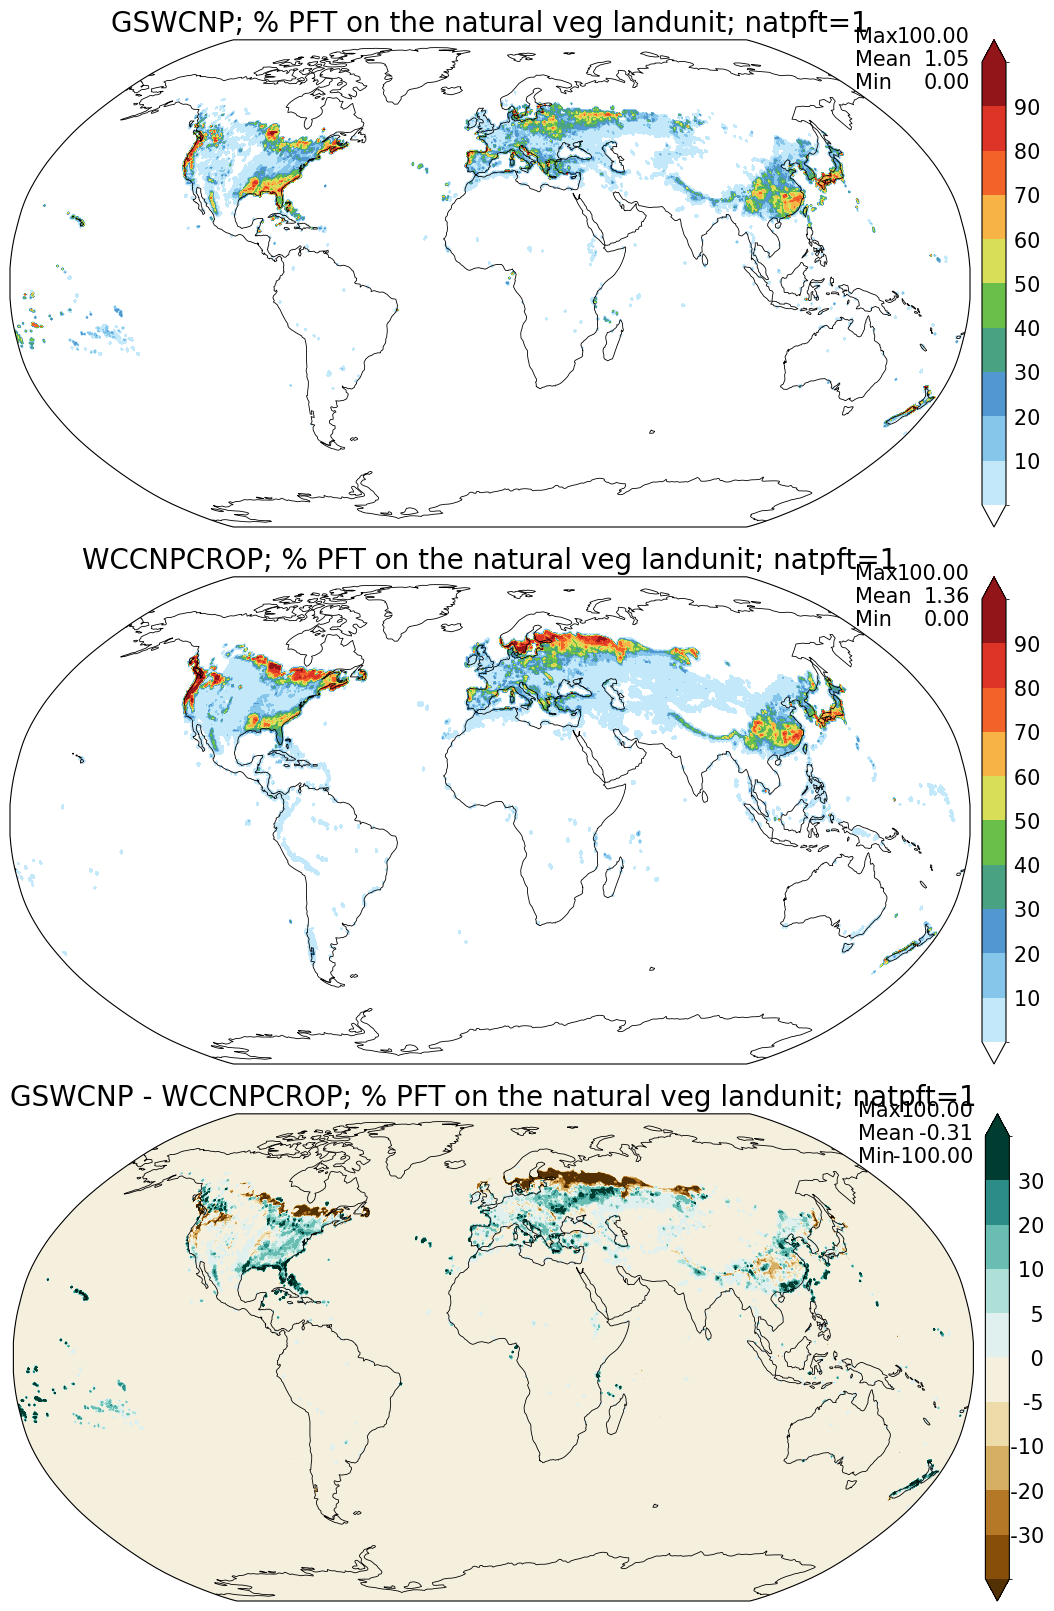 GSWCNP; % PFT on the natural veg landunit; natpft=1
Max100.00
Mean 1.05
Min 0.00
90
80
70
60
50
40
30
20
10
WCCNPCROP; % PFT on the natural veg landunit; natpft=1
Max100.00
Mean 1.36
Min 0.00
90
80
70
60
50
40
30
20
10
GSWCNP - WCCNPCROP; % PFT on the natural veg landunit; natpft=1
Max100.00
Mean -0.31
Min-100.00
30
20
10
5
0
-5
-10
-20
-30